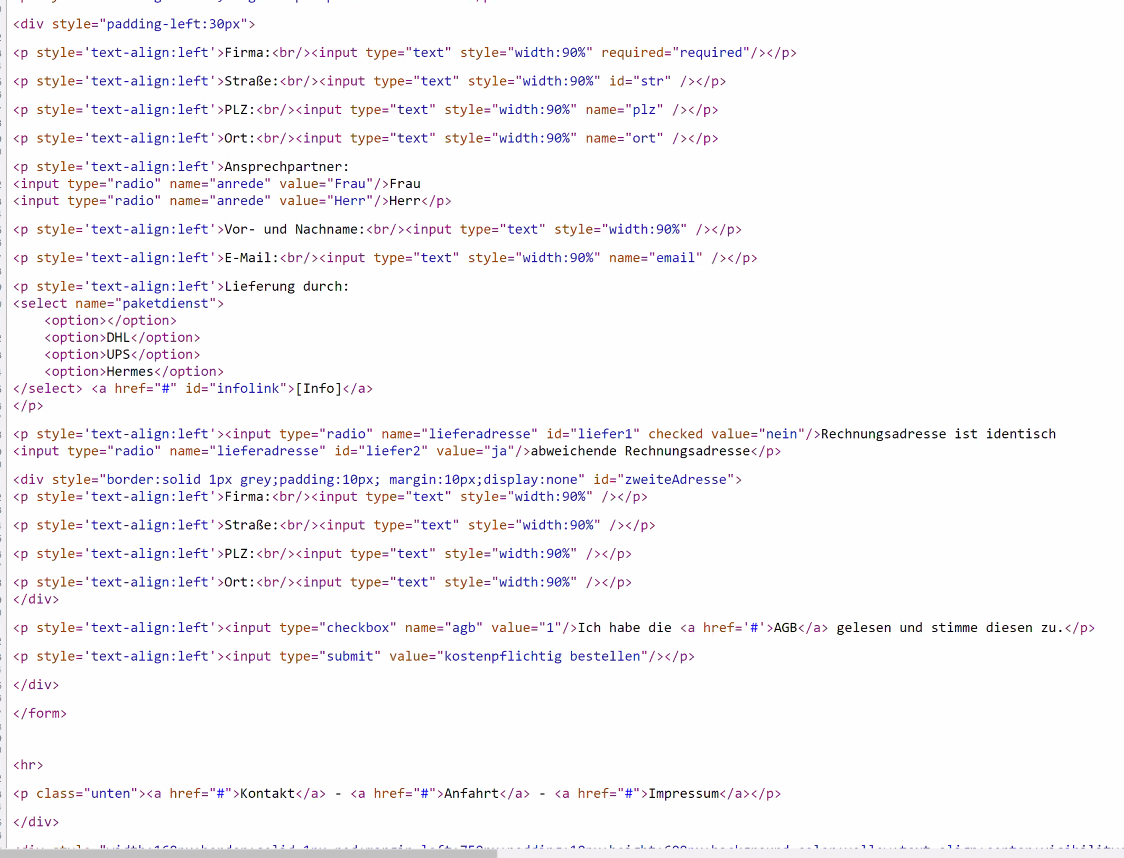 <div style="padding-left:30px">
<p style='text-align:left'>Firma:<br/><input type="text" style="width:90%" required="required"/></p>
<p style='text-align:left'>Straße:<br/><input type="text" style="width:90%" id="str" /></p>
<p style='text-align:left'>PLZ:<br/><input type="text" style="width:90%" name="plz" /></p>
<p style='text-align:left'>Ort:<br/><input type="text" style="width:90%" name="ort" /></p>
<p style='text-align:left'>Ansprechpartner:
<input type="radio" name="anrede" value="Frau"/>Frau
<input type="radio" name="anrede" value="Herr"/>Herr</p>
<p style='text-align:left'>Vor- und Nachname:<br/><input type="text" style="width:90%" /></p>
<p style='text-align:left'>E-Mail:<br/><input type="text" style="width:90%" name="email" /></p>
<p style='text-align:left'>Lieferung durch:
<select name="paketdienst">
    <option></option>
    <option>DHL</option>
    <option>UPS</option>
    <option>Hermes</option>
</select> <a href="#" id="infolink">[Info]</a>
</p>
<p style='text-align:left'><input type="radio" name="lieferadresse" id="liefer1" checked value="nein"/>Rechnungsadresse ist identisch
<input type="radio" name="lieferadresse" id="liefer2" value="ja"/>abweichende Rechnungsadresse</p>
<div style="border:solid 1px grey;padding:10px; margin:10px;display:none" id="zweiteAdresse">
<p style='text-align:left'>Firma:<br/><input type="text" style="width:90%" /></p>
<p style='text-align:left'>Straße:<br/><input type="text" style="width:90%" /></p>
<p style='text-align:left'>PLZ:<br/><input type="text" style="width:90%" /></p>
<p style='text-align:left'>Ort:<br/><input type="text" style="width:90%" /></p>
</div>
<p style='text-align:left'><input type="checkbox" name="agb" value="1"/>Ich habe die <a href='#'>AGB</a> gelesen und stimme diesen zu.</p>
<p style='text-align:left'><input type="submit" value="kostenpflichtig bestellen"/></p>
</div>
</form>
<hr>
<p class="unten"><a href="#">Kontakt</a> - <a href="#">Anfahrt</a> - <a href="#">Impressum</a></p>
</div>